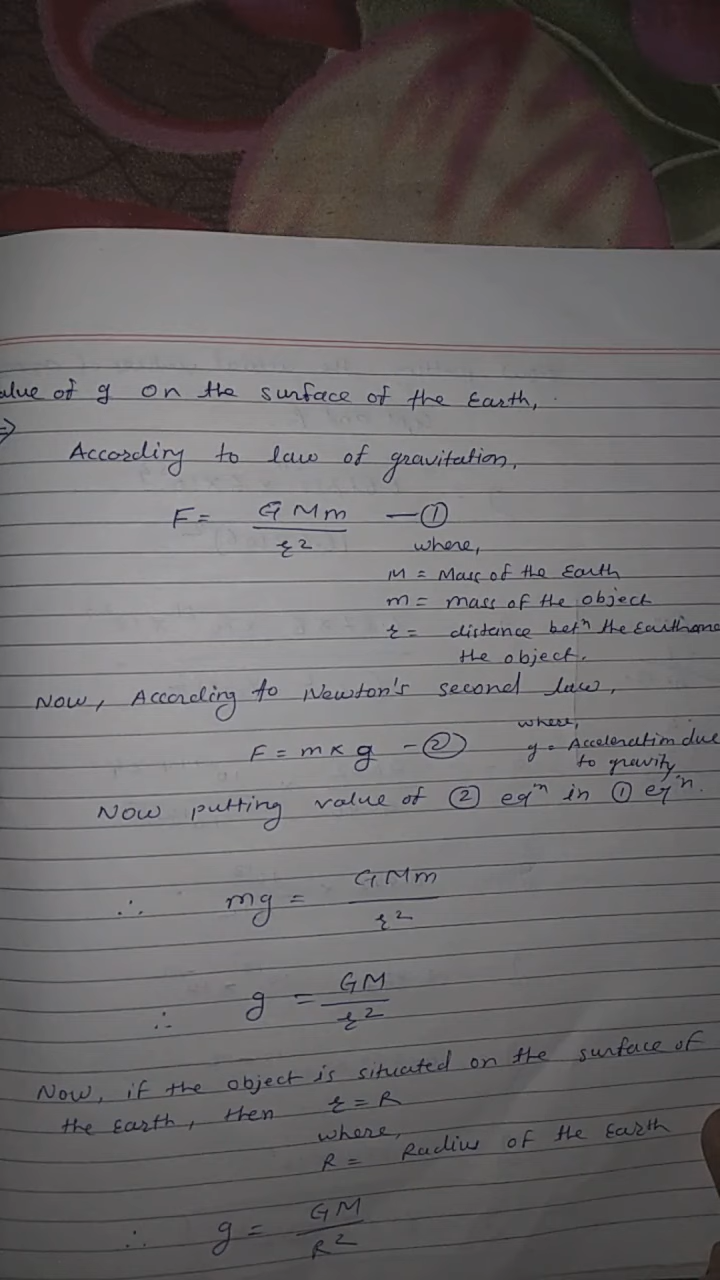 alue of g on the surface of the Earth,
⇒
According to law of gravitation,
F = GMm / r² — ①
where,
M = Mass of the Earth
m = mass of the object
r = distance betⁿ the Earth and
the object.
Now, According to Newton's second law,
F = m × g — ②
where,
g = Acceleration due
to gravity
Now putting value of ② eqⁿ in ① eqⁿ.
∴ mg = GMm / r²
∴ g = GM / r²
Now, if the object is situated on the surface of
the Earth, then r = R
where,
R = Radius of the Earth
∴ g = GM / R²